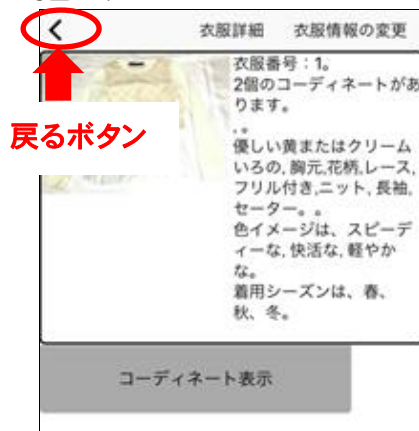 衣服詳細 衣服情報の変更
戻るボタン
衣服番号：1。
2個のコーディネートがあ
ります。
,。
優しい黄またはクリーム
いろの, 胸元,花柄,レース,
フリル付き,ニット, 長袖,
セーター。。
色イメージは、スピーデ
ィーな, 快活な, 軽やか
な。
着用シーズンは、春、
秋、冬。
コーディネート表示